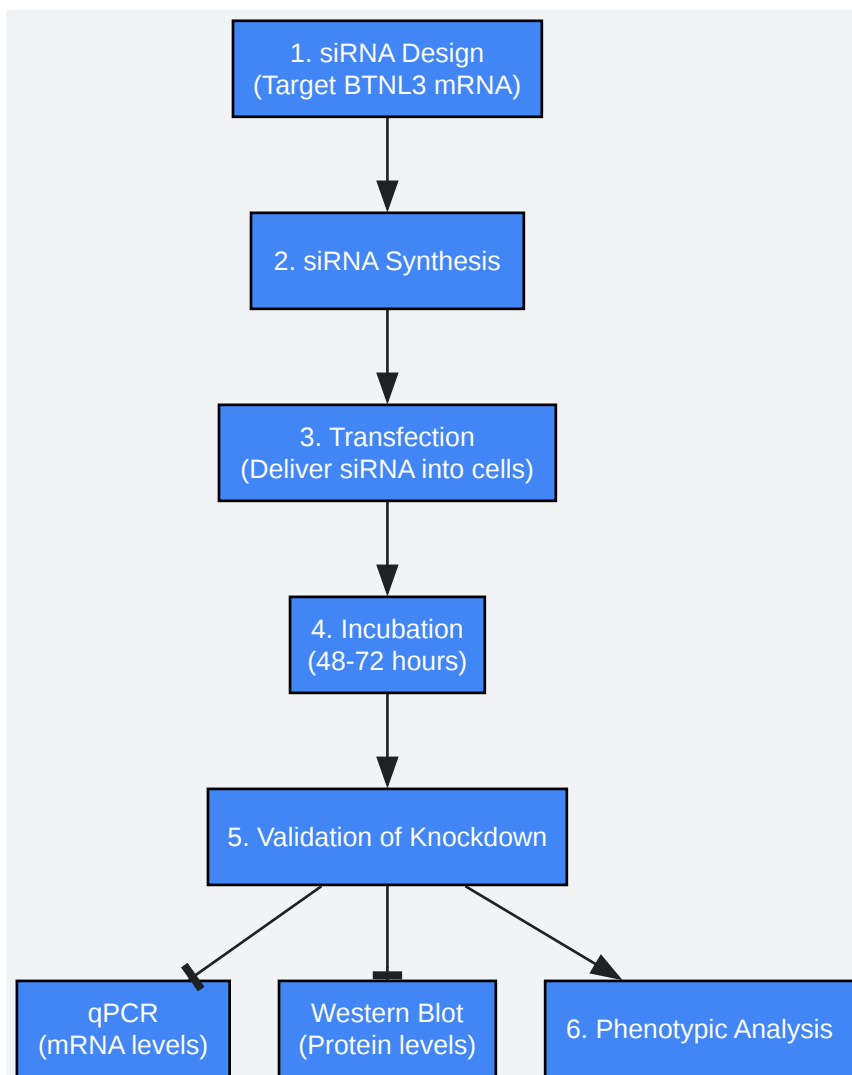 1. siRNA Design
(Target BTNL3 mRNA)
2. siRNA Synthesis
3. Transfection
(Deliver siRNA into cells)
4. Incubation
(48-72 hours)
5. Validation of Knockdown
qPCR
(mRNA levels)
Western Blot
(Protein levels)
6. Phenotypic Analysis